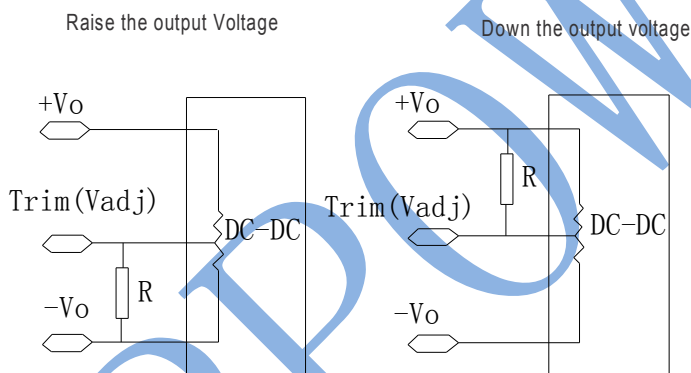 Raise the output Voltage
Down the output voltage
+Vo
Trim(Vadj)
DC-DC
R
-Vo
+Vo
R
Trim(Vadj)
DC-DC
-Vo